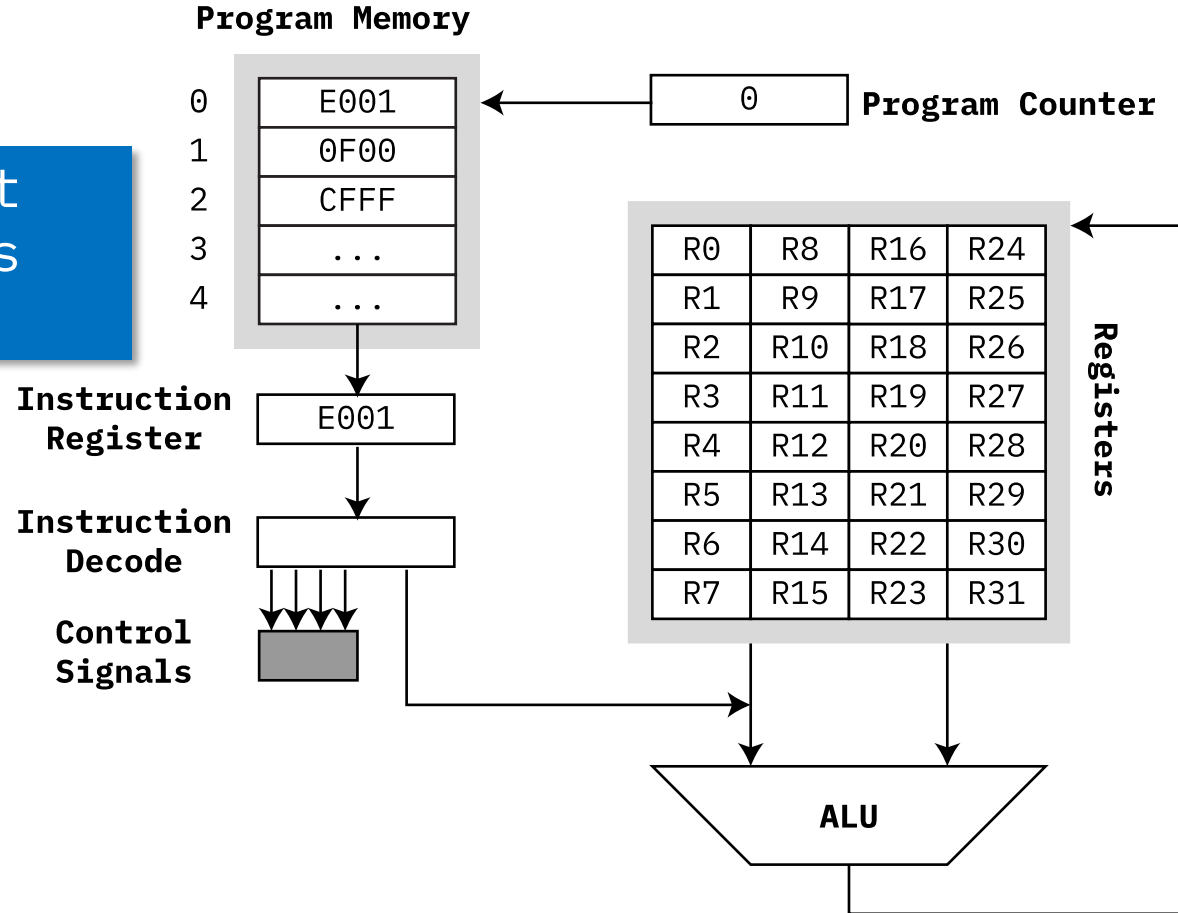 Program Memory
0 E001
1 0F00
2 CFFF
3 ...
4 ...
0
Program Counter
t
s
Instruction
Register
E001
Instruction
Decode
Control
Signals
R0 R8 R16 R24
R1 R9 R17 R25
R2 R10 R18 R26
R3 R11 R19 R27
R4 R12 R20 R28
R5 R13 R21 R29
R6 R14 R22 R30
R7 R15 R23 R31
Registers
ALU